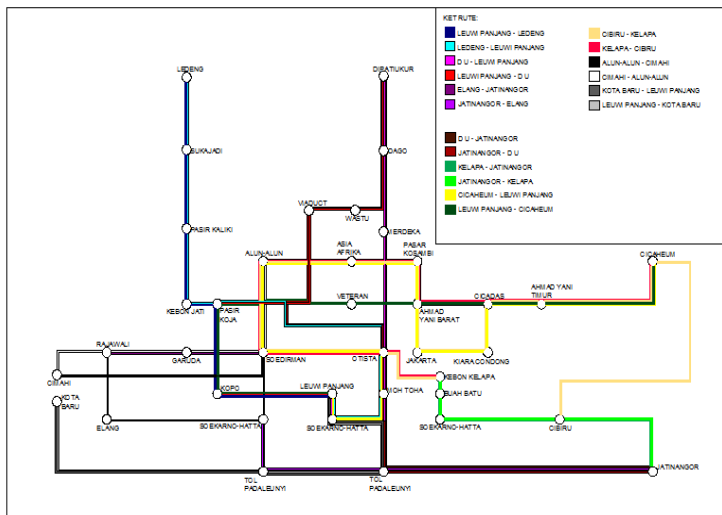 KET RUTE:
LEUWI PANJANG - LEDENG
LEDENG - LEUWI PANJANG
D U - LEUWI PANJANG
LEUWI PANJANG - D U
ELANG - JATINANGOR
JATINANGOR - ELANG
D U - JATINANGOR
JATINANGOR - D U
KELAPA - JATINANGOR
JATINANGOR - KELAPA
CICAHEUM - LEUWI PANJANG
LEUWI PANJANG - CICAHEUM
CIBIRU - KELAPA
KELAPA - CIBRU
ALUN-ALUN - CIMAHI
CIMAHI - ALUN-ALUN
KOTA BARU - LEUWI PANJANG
LEUWI PANJANG - KOTA BARU
LEDENG
DIPATIUKUR
SUKAJADI
DAGO
VIADUCT
WASTU
PASIR KALIKI
MERDEKA
ALUN-ALUN
ASIA
AFRIKA
PASAR
KOSAMBI
CICAHEUM
KEBON JATI
PASIR
KOJA
VETERAN
AHMAD
YANI BARAT
CICADAS
AHMAD YANI
TIMUR
RAJAWALI
GARUDA
SOEDIRMAN
OTISTA
JAKARTA
KIARA CONDONG
CIMAHI
KOTA
BARU
KOPO
LEUWI PANJANG
MOH TOHA
KEBON KELAPA
BUAH BATU
ELANG
SOEKARNO-HATTA
SOEKARNO-HATTA
SOEKARNO-HATTA
CIBIRU
TOL
PADALEUNYI
TOL
PADALEUNYI
JATINANGOR